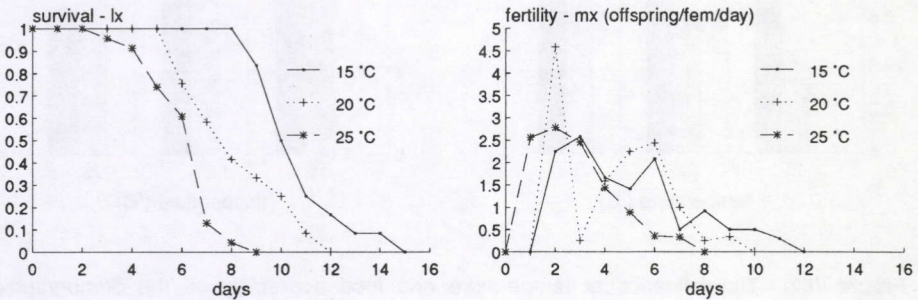 survival - lx
1
0.9
0.8
0.7
0.6
0.5
0.4
0.3
0.2
0.1
0
0 2 4 6 8 10 12 14 16
days
15 °C
20 °C
25 °C
fertility - mx (offspring/fem/day)
5
4.5
4
3.5
3
2.5
2
1.5
1
0.5
0
0 2 4 6 8 10 12 14 16
days
15 °C
20 °C
25 °C